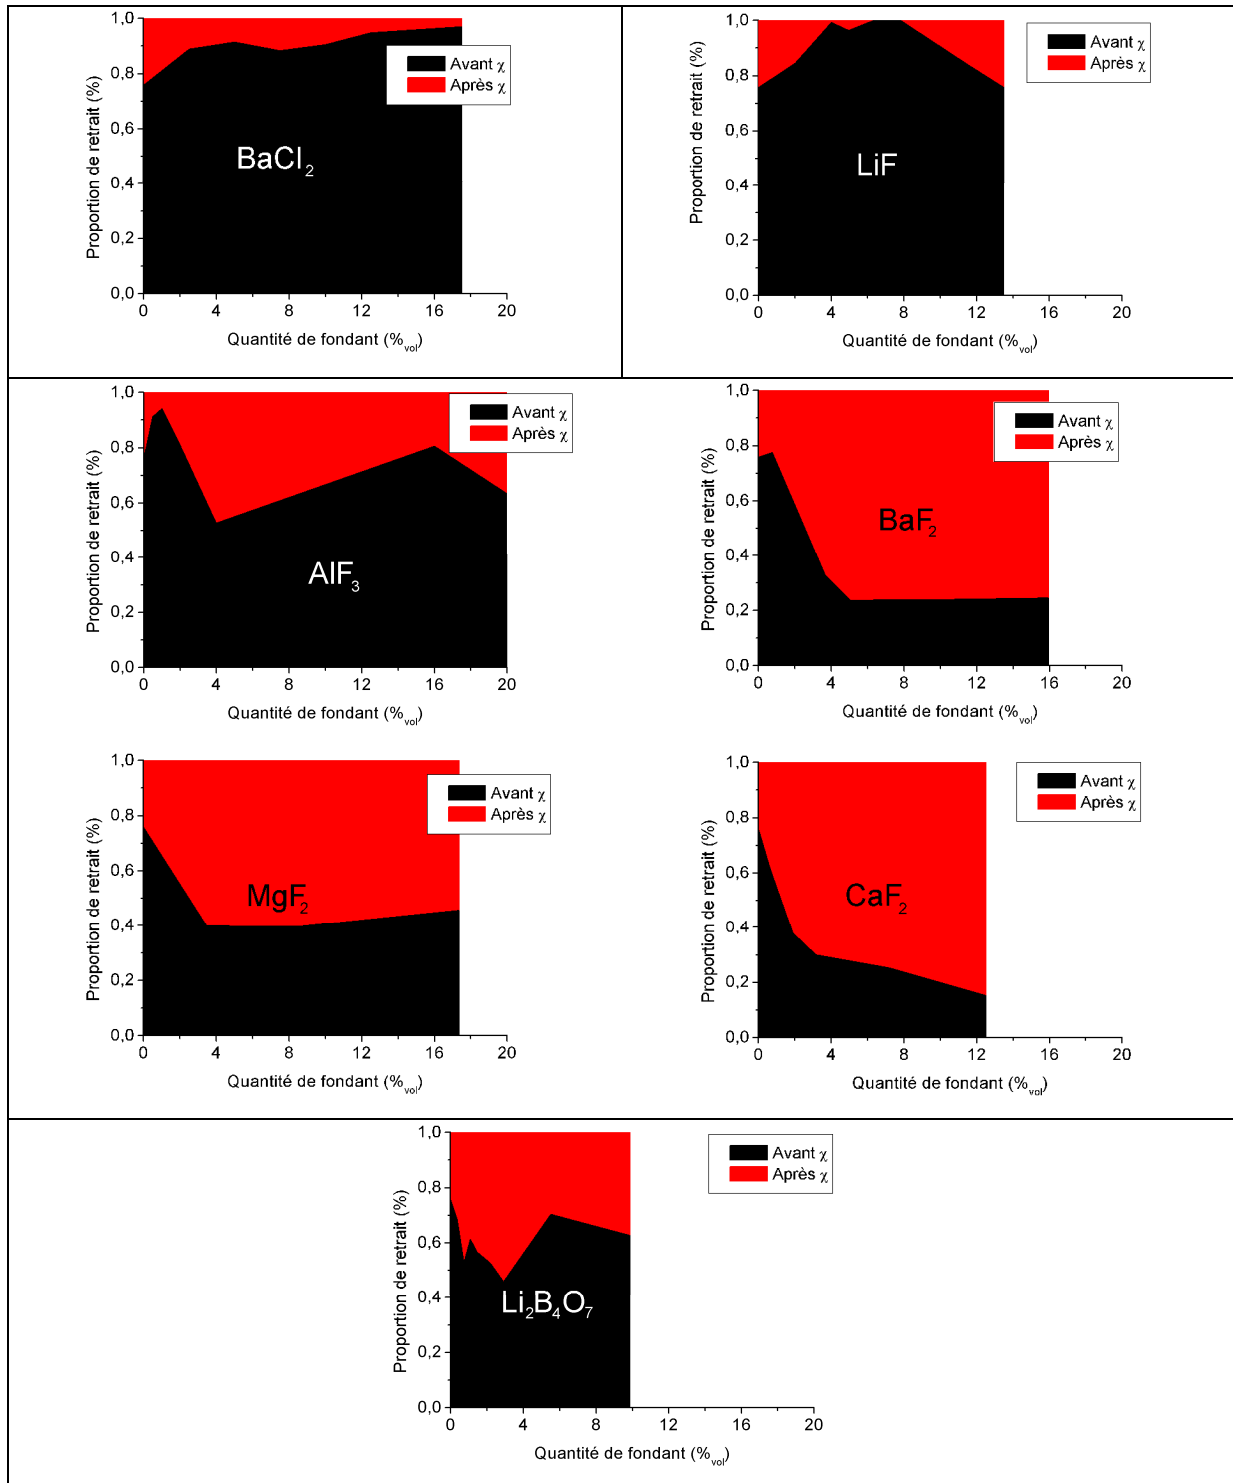 1,0
0,8
0,6
0,4
0,2
0,0
Proportion de retrait (%)
Avant χ
Après χ
BaCl2
0 4 8 12 16 20
Quantité de fondant (%vol)
1,0
0,8
0,6
0,4
0,2
0,0
Proportion de retrait (%)
Avant χ
Après χ
LiF
0 4 8 12 16 20
Quantité de fondant (%vol)
1,0
0,8
0,6
0,4
0,2
0,0
Proportion de retrait (%)
Avant χ
Après χ
AlF3
0 4 8 12 16 20
Quantité de fondant (%vol)
1,0
0,8
0,6
0,4
0,2
0,0
Proportion de retrait (%)
Avant χ
Après χ
BaF2
0 4 8 12 16 20
Quantité de fondant (%vol)
1,0
0,8
0,6
0,4
0,2
0,0
Proportion de retrait (%)
Avant χ
Après χ
MgF2
0 4 8 12 16 20
Quantité de fondant (%vol)
1,0
0,8
0,6
0,4
0,2
0,0
Proportion de retrait (%)
Avant χ
Après χ
CaF2
0 4 8 12 16 20
Quantité de fondant (%vol)
1,0
0,8
0,6
0,4
0,2
0,0
Proportion de retrait (%)
Avant χ
Après χ
Li2B4O7
0 4 8 12 16 20
Quantité de fondant (%vol)